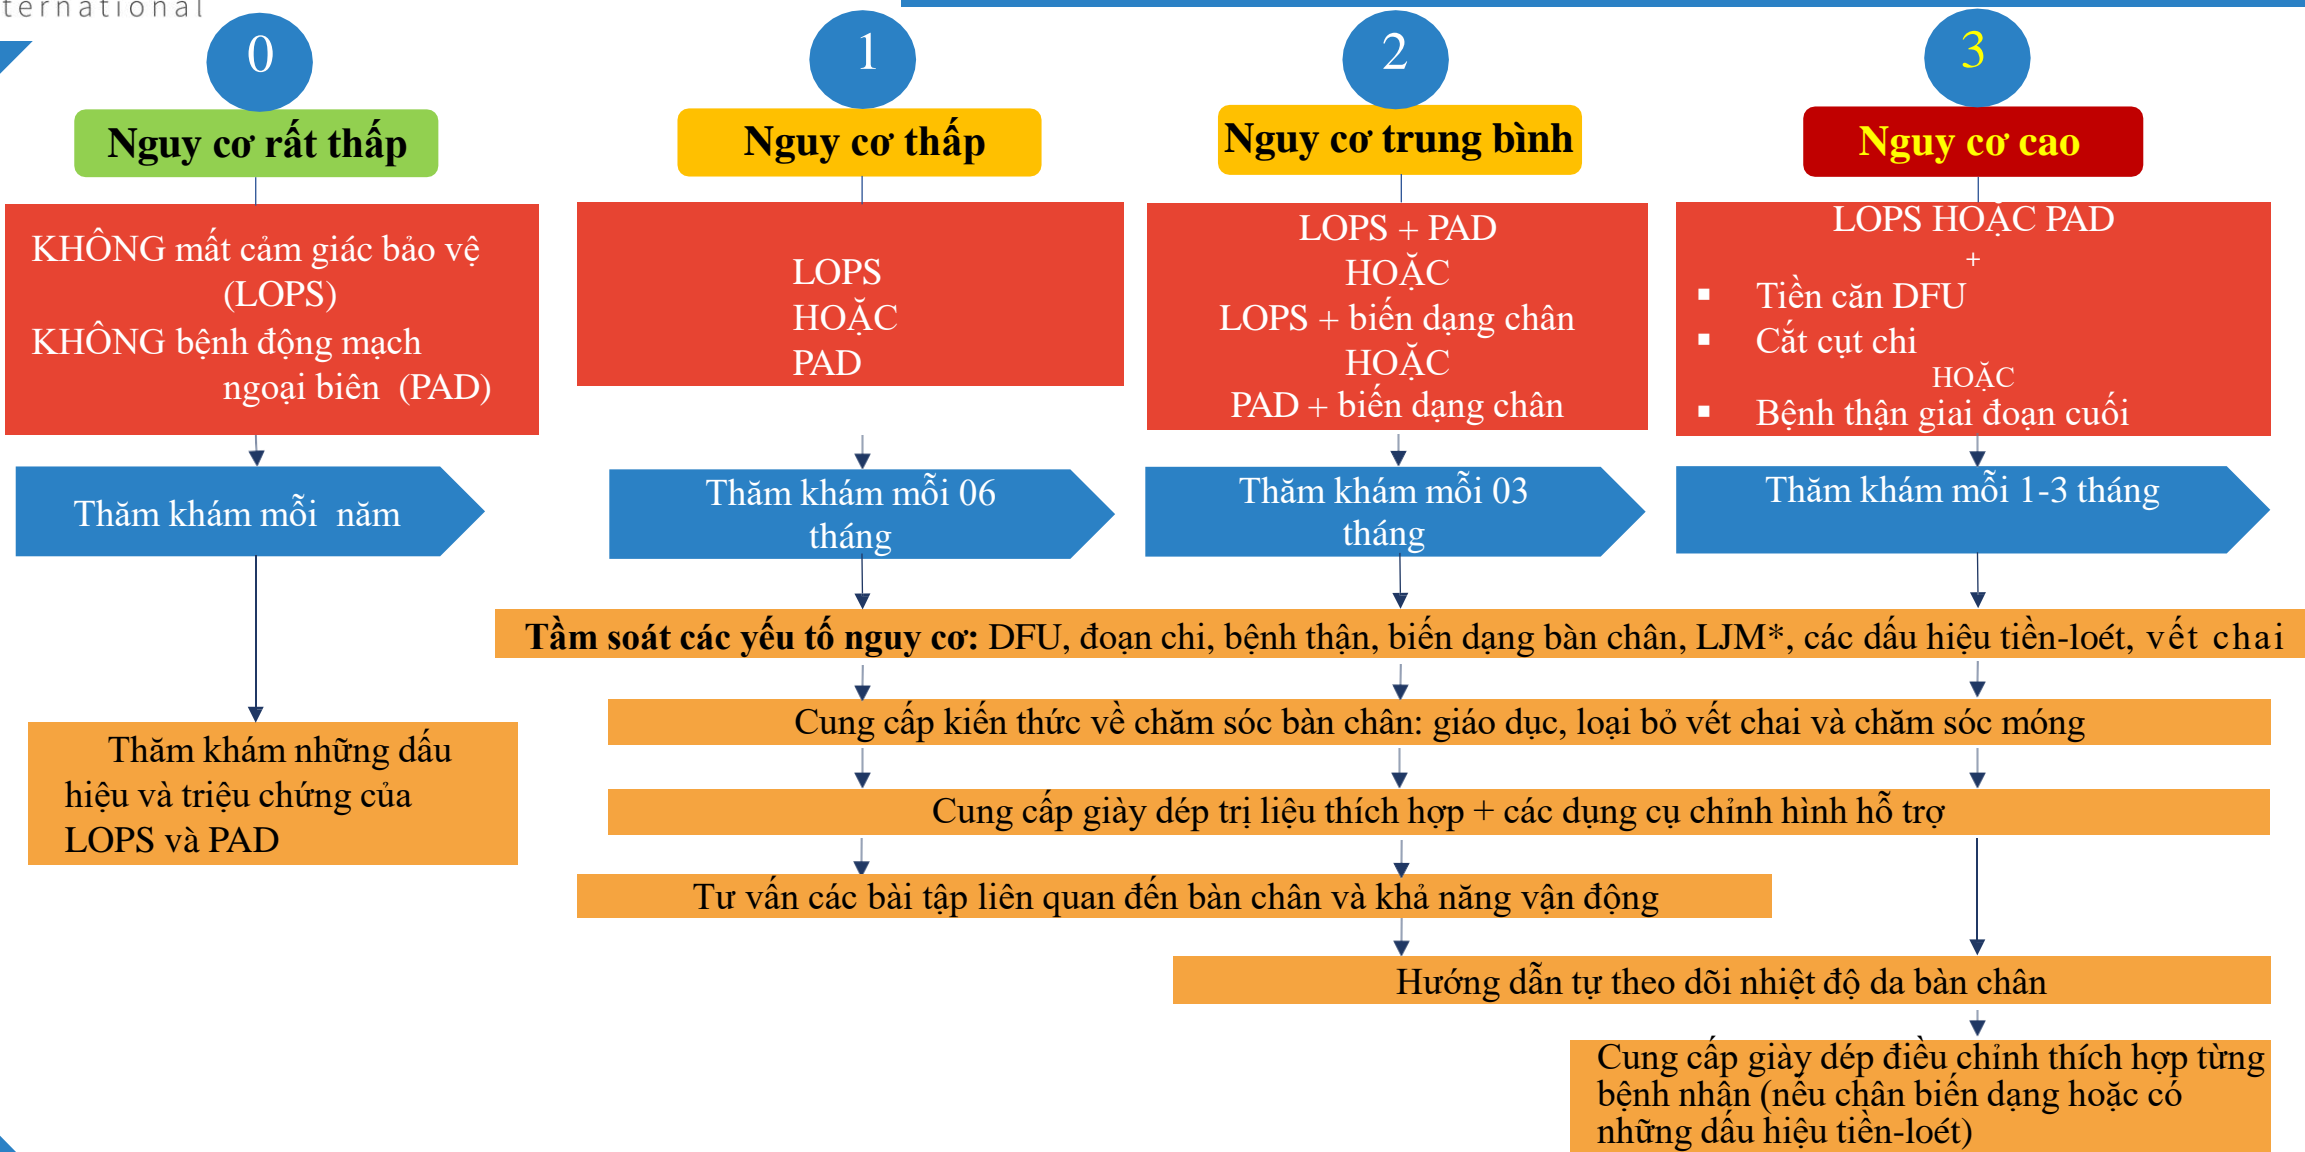 ternational
0
Nguy cơ rất thấp
KHÔNG mất cảm giác bảo vệ
(LOPS)
KHÔNG bệnh động mạch
ngoại biên (PAD)
Thăm khám mỗi năm
Thăm khám những dấu
hiệu và triệu chứng của
LOPS và PAD
1
Nguy cơ thấp
LOPS
HOẶC
PAD
Thăm khám mỗi 06
tháng
2
Nguy cơ trung bình
LOPS + PAD
HOẶC
LOPS + biến dạng chân
HOẶC
PAD + biến dạng chân
Thăm khám mỗi 03
tháng
3
Nguy cơ cao
LOPS HOẶC PAD
+
▪ Tiền căn DFU
▪ Cắt cụt chi
HOẶC
▪ Bệnh thận giai đoạn cuối
Thăm khám mỗi 1-3 tháng
Tầm soát các yếu tố nguy cơ: DFU, đoạn chi, bệnh thận, biến dạng bàn chân, LJM*, các dấu hiệu tiền-loét, vết chai
Cung cấp kiến thức về chăm sóc bàn chân: giáo dục, loại bỏ vết chai và chăm sóc móng
Cung cấp giày dép trị liệu thích hợp + các dụng cụ chỉnh hình hỗ trợ
Tư vấn các bài tập liên quan đến bàn chân và khả năng vận động
Hướng dẫn tự theo dõi nhiệt độ da bàn chân
Cung cấp giày dép điều chỉnh thích hợp từng
bệnh nhân (nếu chân biến dạng hoặc có
những dấu hiệu tiền-loét)